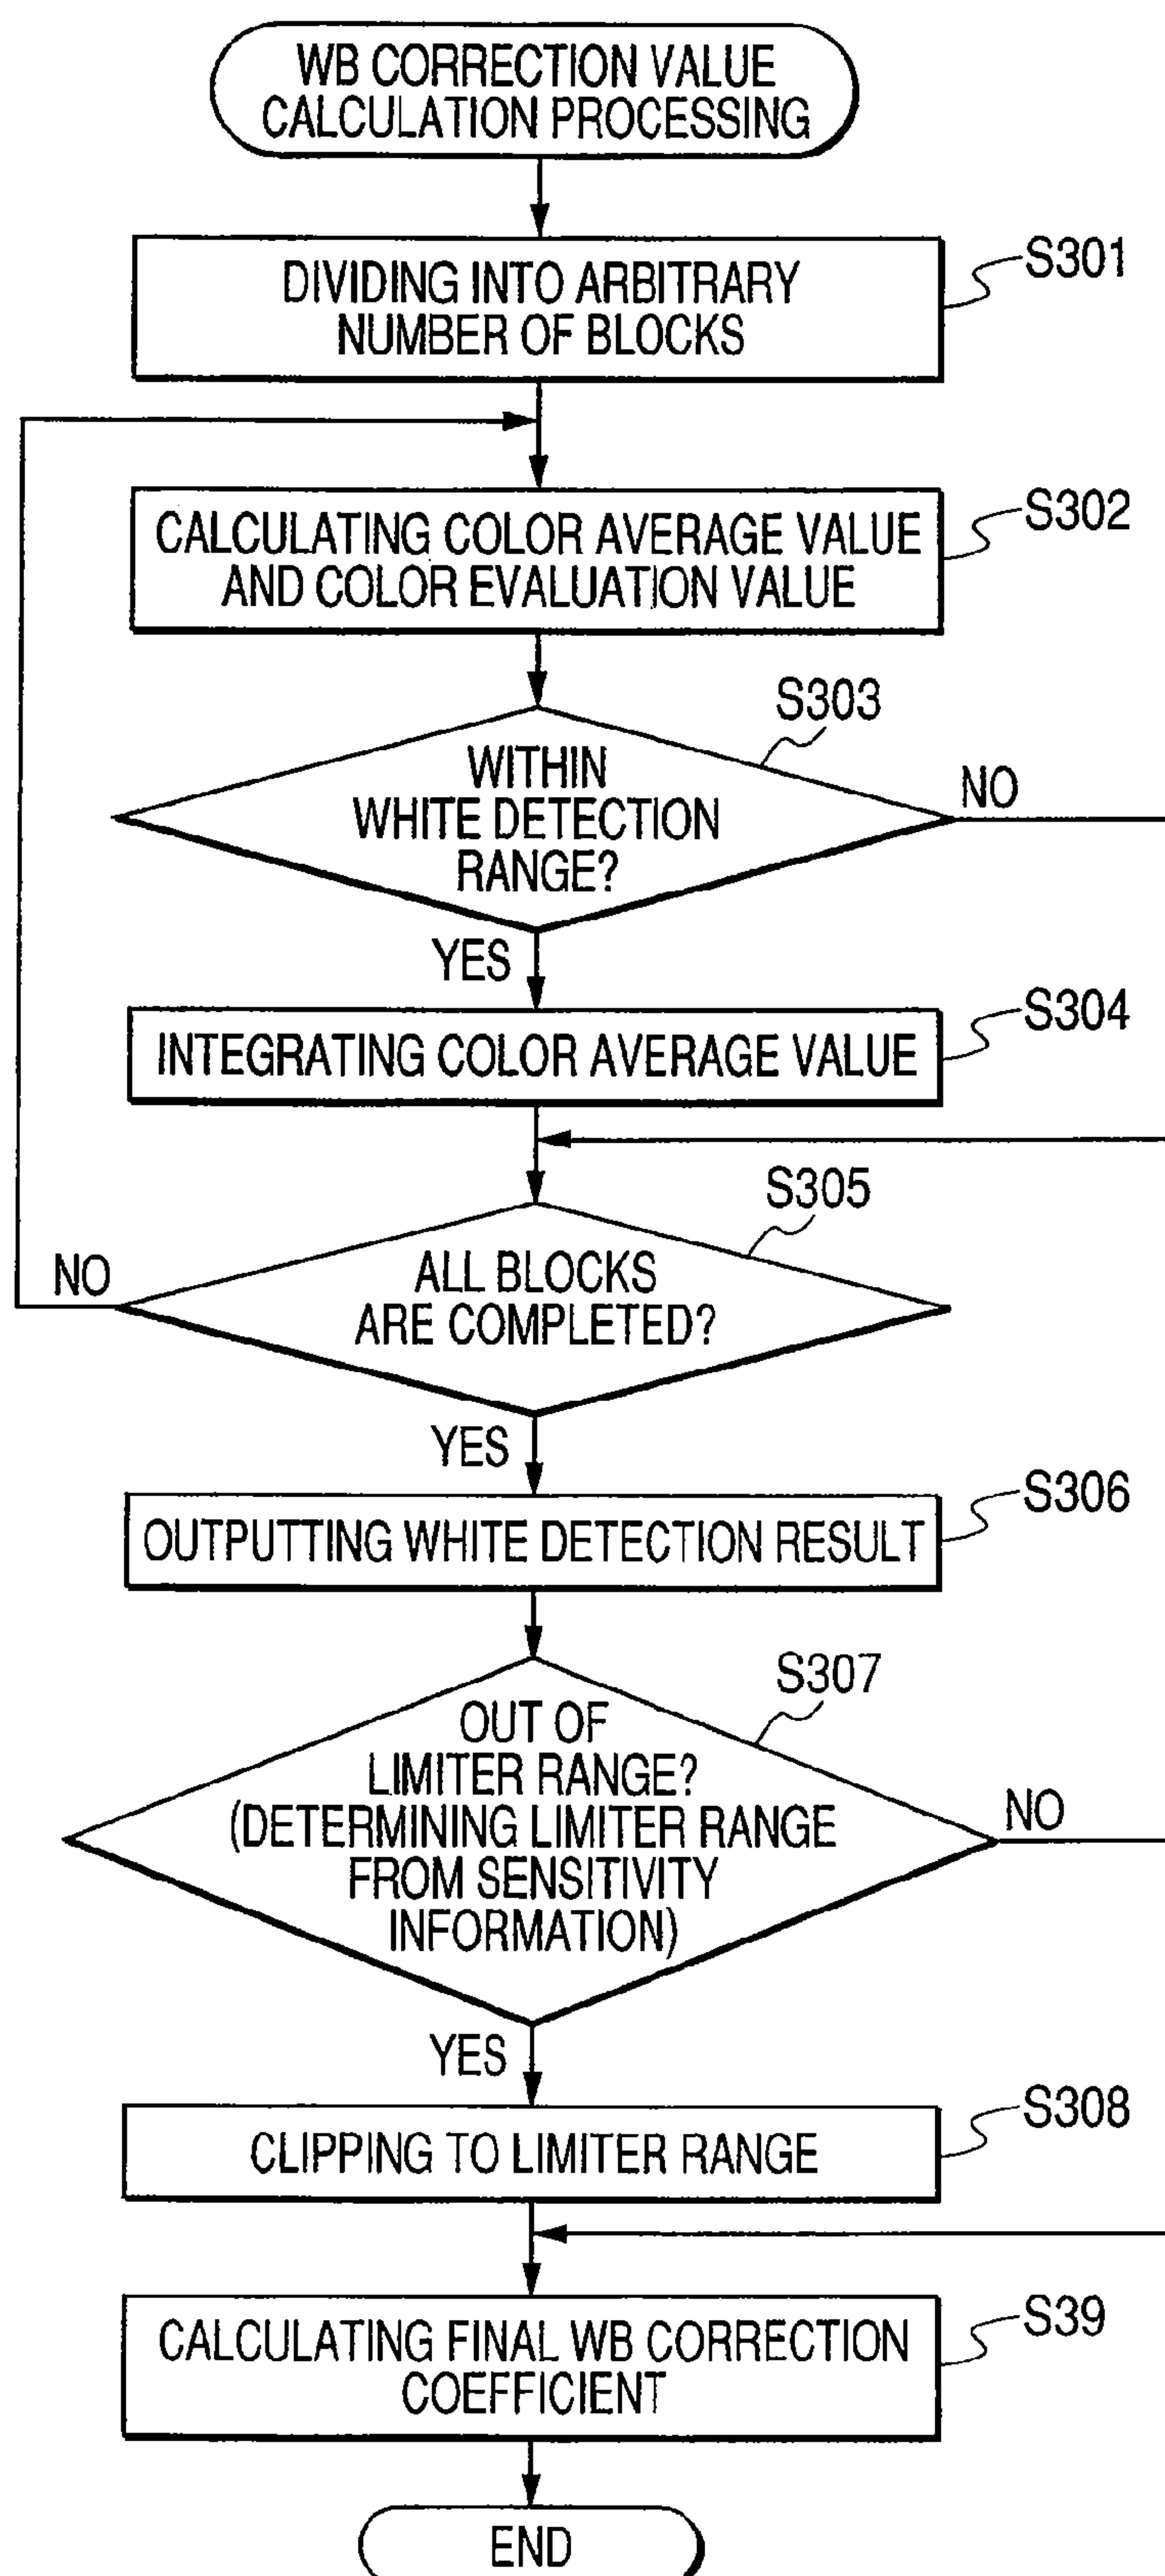 WB CORRECTION VALUE
CALCULATION PROCESSING
DIVIDING INTO ARBITRARY
NUMBER OF BLOCKS
S301
CALCULATING COLOR AVERAGE VALUE
AND COLOR EVALUATION VALUE
S302
S303
WITHIN
WHITE DETECTION
RANGE?
NO
YES
INTEGRATING COLOR AVERAGE VALUE
S304
S305
ALL BLOCKS
ARE COMPLETED?
NO
YES
OUTPUTTING WHITE DETECTION RESULT
S306
S307
OUT OF
LIMITER RANGE?
(DETERMINING LIMITER RANGE
FROM SENSITIVITY
INFORMATION)
NO
YES
CLIPPING TO LIMITER RANGE
S308
CALCULATING FINAL WB CORRECTION
COEFFICIENT
S39
END